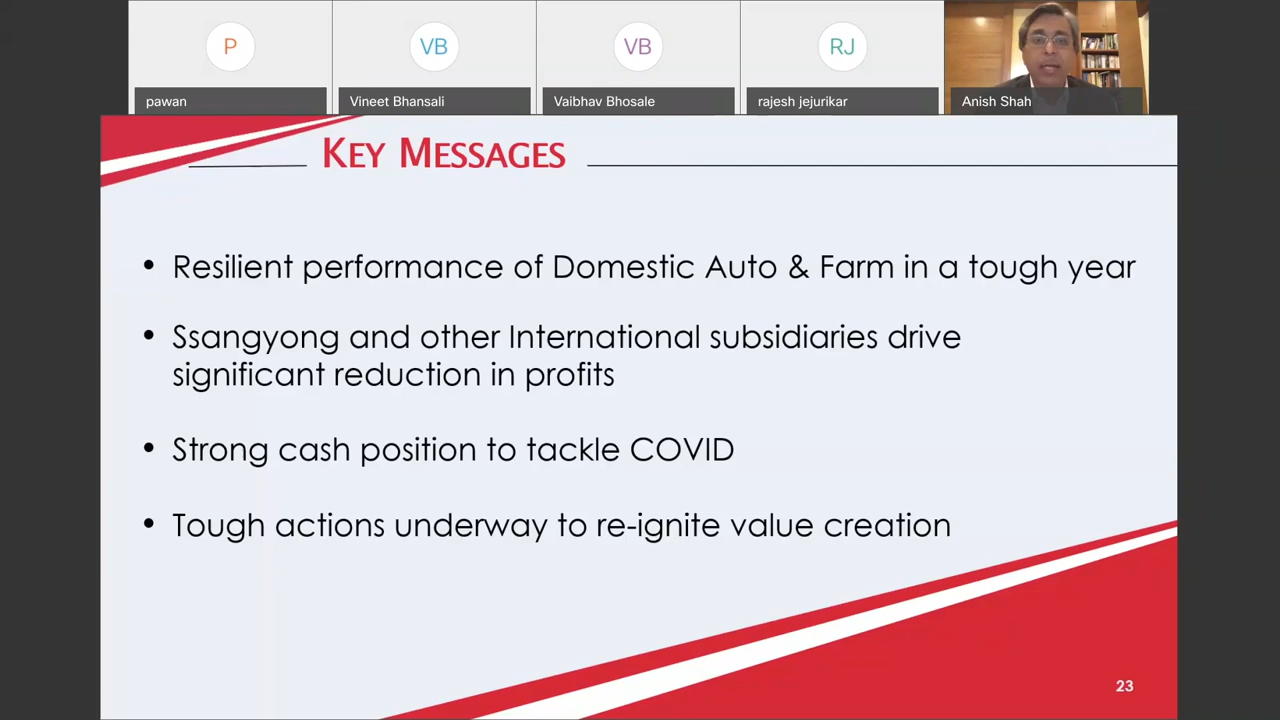 P
VB
VB
RJ
pawan
Vineet Bhansali
Vaibhav Bhosale
rajesh jejurikar
Anish Shah
KEY MESSAGES
• Resilient performance of Domestic Auto & Farm in a tough year
• Ssangyong and other International subsidiaries drive
significant reduction in profits
• Strong cash position to tackle COVID
• Tough actions underway to re-ignite value creation
23